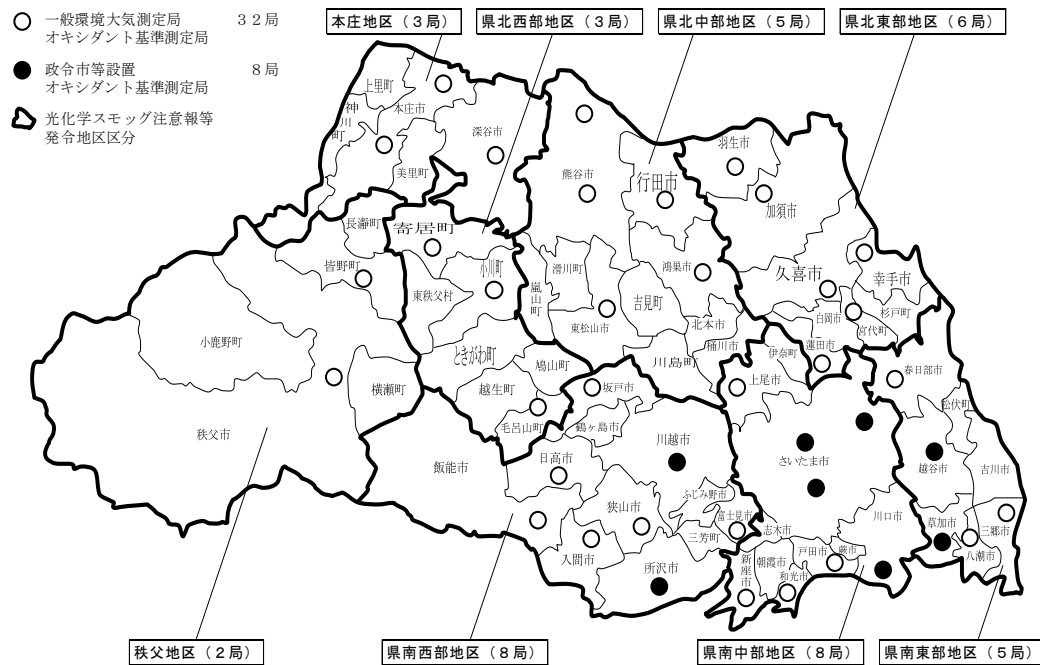 一般環境大気測定局 32局
オキシダント基準測定局
政令市等設置 8局
オキシダント基準測定局
光化学スモッグ注意報等
発令地区区分
本庄地区(3局)
県北西部地区(3局)
県北中部地区(5局)
県北東部地区(6局)
上里町
本庄市
神川町
美里町
深谷市
熊谷市
行田市
羽生市
加須市
長瀞町
寄居町
皆野町
小川町
東秩父村
嵐山町
滑川町
東松山市
吉見町
鴻巣市
北本市
桶川市
川島町
久喜市
幸手市
杉戸町
白岡市
宮代町
蓮田市
伊奈町
上尾市
春日部市
松伏町
小鹿野町
横瀬町
秩父市
ときがわ町
鳩山町
越生町
毛呂山町
坂戸市
鶴ヶ島市
川越市
飯能市
日高市
狭山市
入間市
ふじみ野市
富士見市
三芳町
所沢市
さいたま市
越谷市
吉川市
三郷市
草加市
八潮市
川口市
志木市
戸田市
蕨市
朝霞市
和光市
新座市
秩父地区(2局)
県南西部地区(8局)
県南中部地区(8局)
県南東部地区(5局)